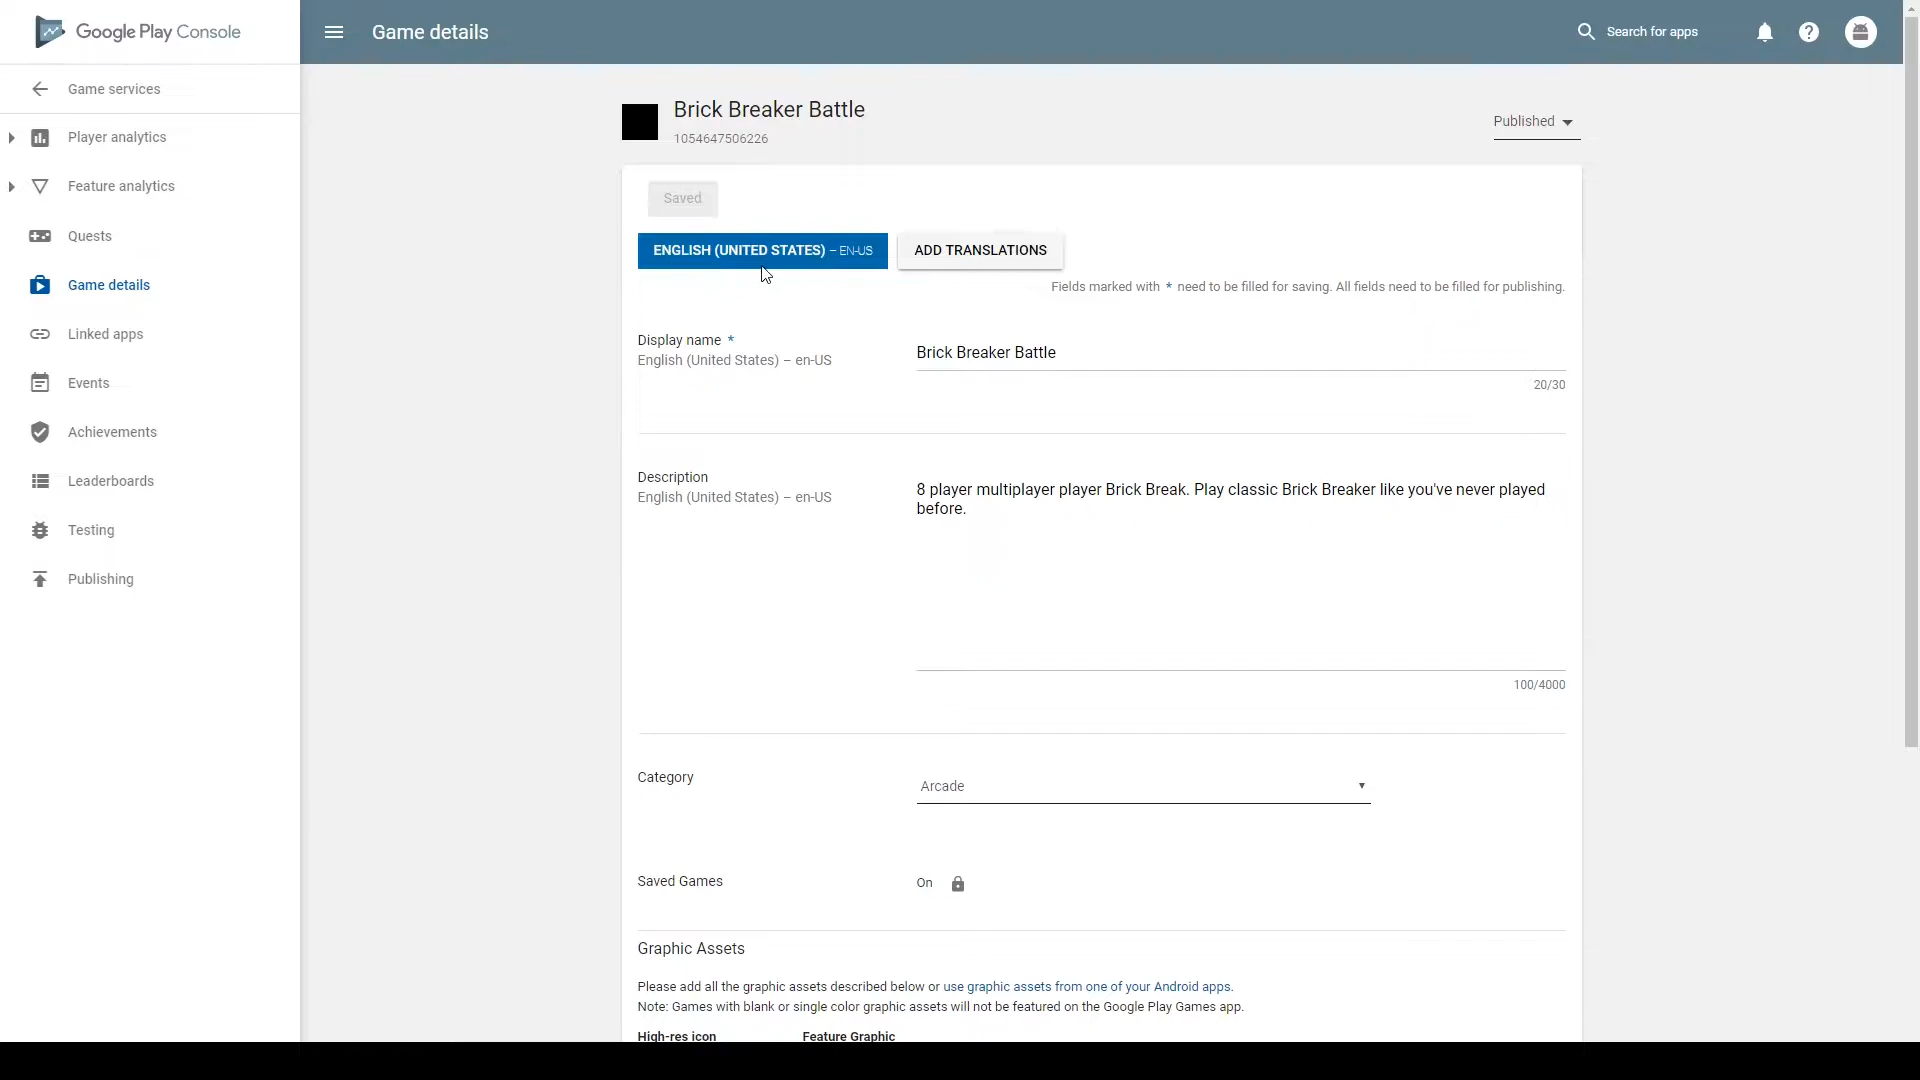 Google Play Console
Game details
Search for apps
Game services
Player analytics
Feature analytics
Quests
Game details
Linked apps
Events
Achievements
Leaderboards
Testing
Publishing
Brick Breaker Battle
1054647506226
Published
Saved
ENGLISH (UNITED STATES) – EN-US
ADD TRANSLATIONS
Fields marked with * need to be filled for saving. All fields need to be filled for publishing.
Display name *
English (United States) – en-US
Brick Breaker Battle
20/30
Description
English (United States) – en-US
8 player multiplayer player Brick Break. Play classic Brick Breaker like you've never played
before.
100/4000
Category
Arcade
Saved Games
On
Graphic Assets
Please add all the graphic assets described below or use graphic assets from one of your Android apps.
Note: Games with blank or single color graphic assets will not be featured on the Google Play Games app.
High-res icon
Feature Graphic